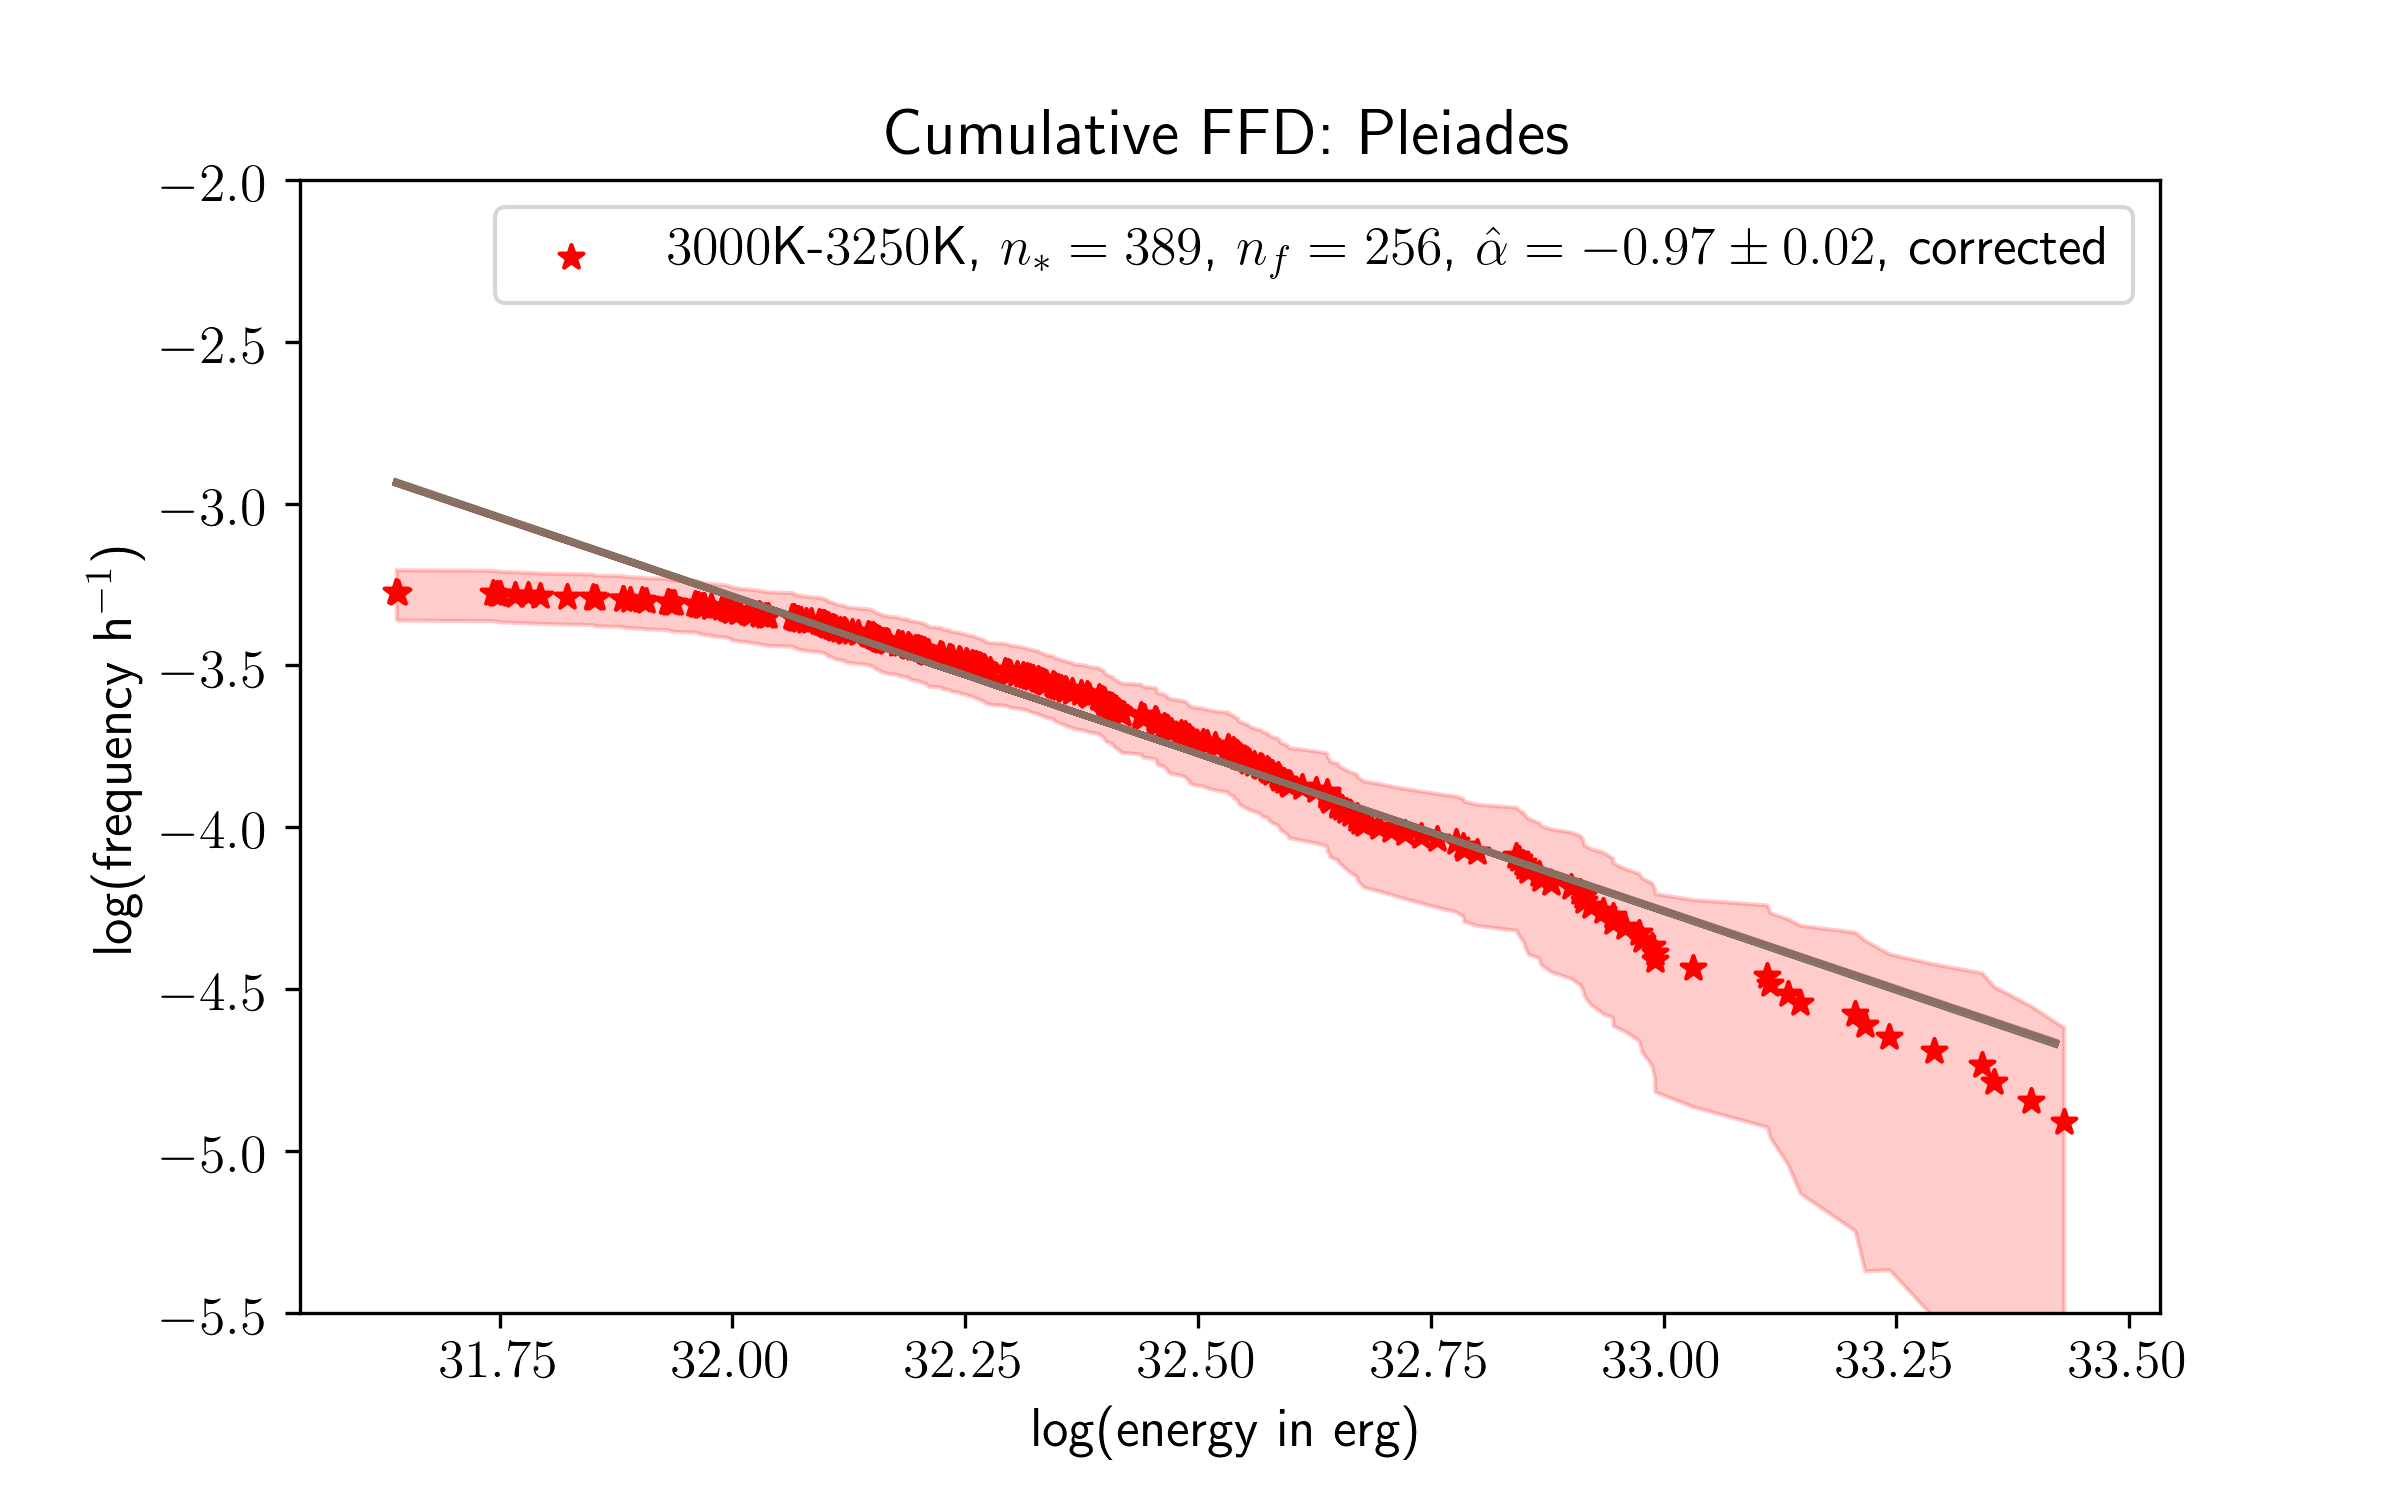 Cumulative FFD: Pleiades
3000K-3250K, $n_* = 389$, $n_f = 256$, $\hat{\alpha} = -0.97 \pm 0.02$, corrected
−2.0
−2.5
−3.0
−3.5
−4.0
−4.5
−5.0
−5.5
log(frequency h⁻¹)
31.75 32.00 32.25 32.50 32.75 33.00 33.25 33.50
log(energy in erg)